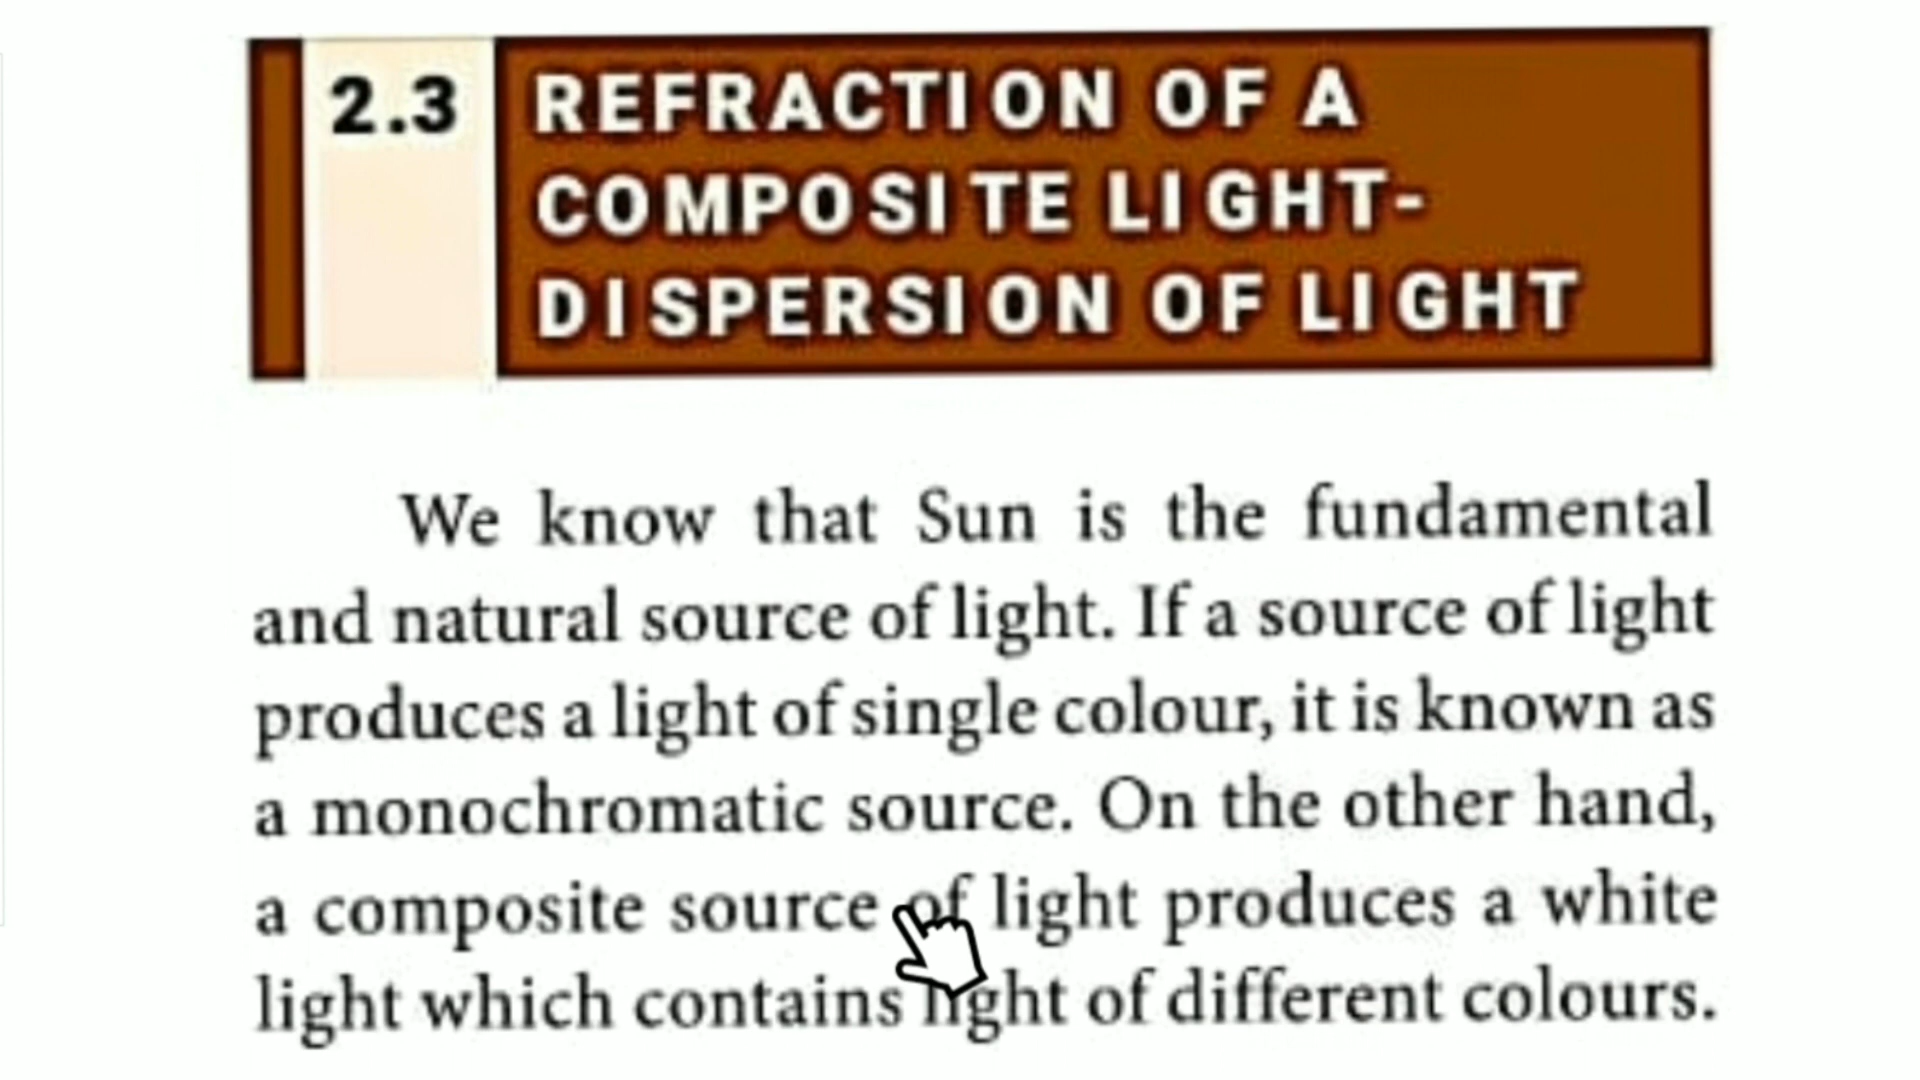 2.3 REFRACTION OF A
COMPOSITE LIGHT-
DISPERSION OF LIGHT
We know that Sun is the fundamental
and natural source of light. If a source of light
produces a light of single colour, it is known as
a monochromatic source. On the other hand,
a composite source of light produces a white
light which contains light of different colours.